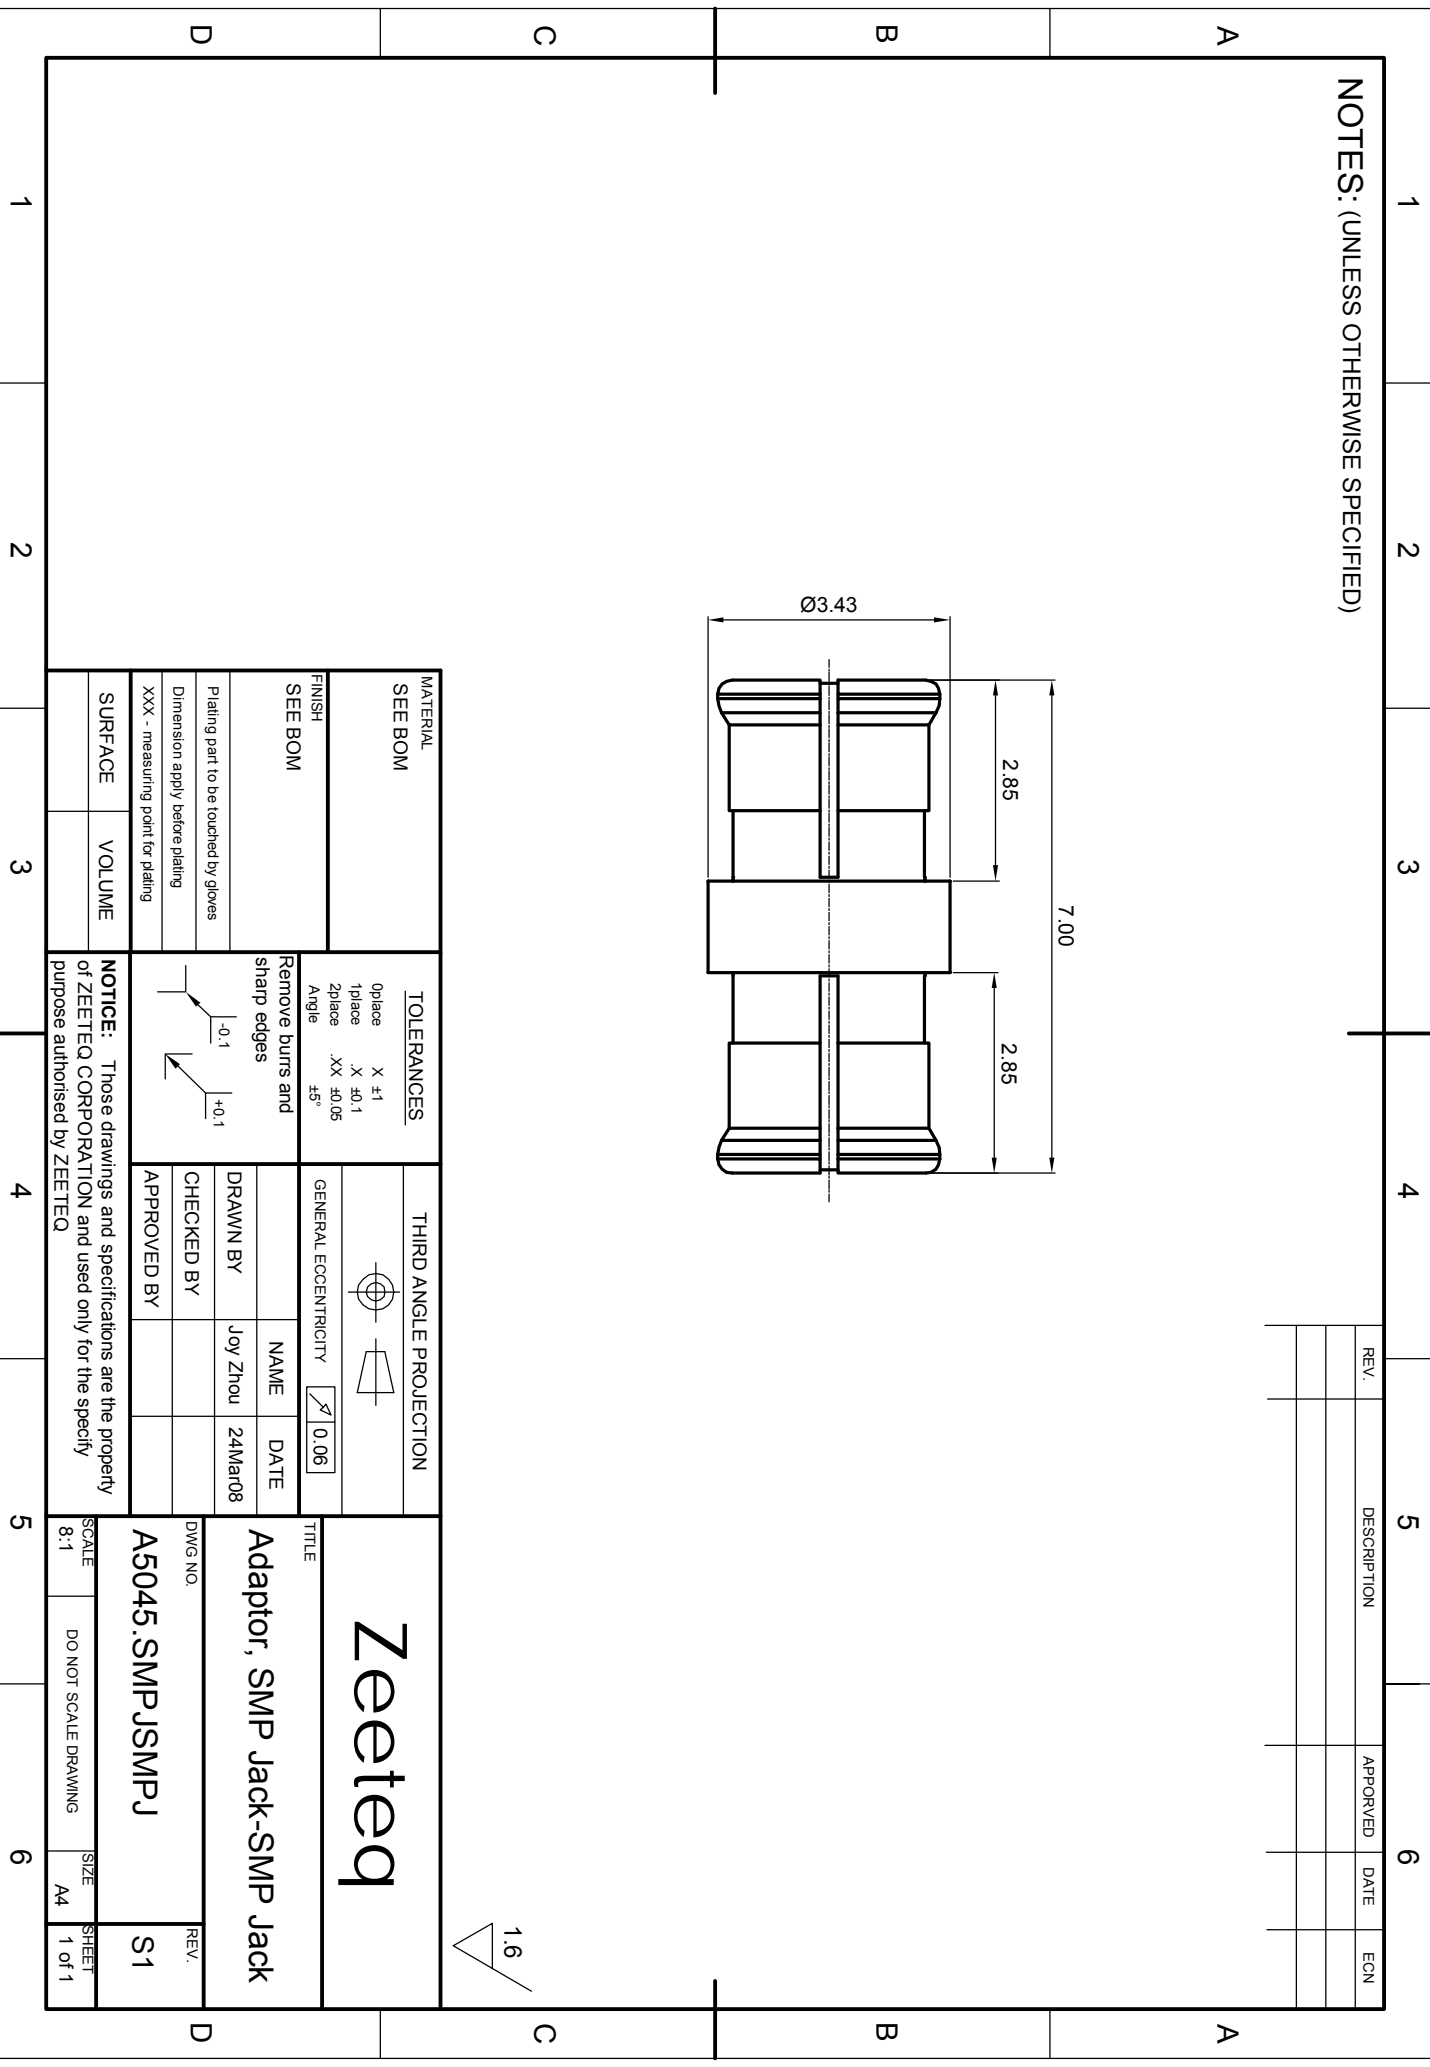 1
2
3
4
5
6
A
B
C
D
A
B
C
D
1
2
3
4
5
6
NOTES: (UNLESS OTHERWISE SPECIFIED)
REV.
DESCRIPTION
APPORVED
DATE
ECN
7.00
2.85
2.85
Ø3.43
1.6
MATERIAL
SEE BOM
FINISH
SEE BOM
Plating part to be touched by gloves
Dimension apply before plating
XXX - measuring point for plating
SURFACE
VOLUME
TOLERANCES
0place X ±1
1place .X ±0.1
2place .XX ±0.05
Angle ±5°
Remove burrs and
sharp edges
-0.1
+0.1
THIRD ANGLE PROJECTION
GENERAL ECCENTRICITY
0.06
NAME
DATE
DRAWN BY
Joy Zhou
24Mar08
CHECKED BY
APPROVED BY
NOTICE: Those drawings and specifications are the property
of ZEETEQ CORPORATION and used only for the specify
purpose authorised by ZEETEQ
Zeeteq
TITLE
Adaptor, SMP Jack-SMP Jack
DWG NO.
A5045.SMPJSMPJ
REV.
S1
SCALE
8:1
DO NOT SCALE DRAWING
SIZE
A4
SHEET
1 of 1